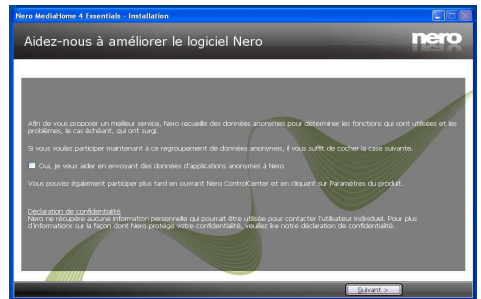 Nero MediaHome 4 Essentials - Installation
Aidez-nous à améliorer le logiciel Nero
nero
Afin de vous proposer un meilleur service, Nero recueille des données anonymes pour déterminer les fonctions qui sont utilisées et les
problèmes, le cas échéant, qui ont surgi.
Si vous voulez participer maintenant à ce regroupement de données anonymes, il vous suffit de cocher la case suivante.
Oui, je veux aider en envoyant des données d'applications anonymes à Nero
Vous pouvez également participer plus tard en ouvrant Nero ControlCenter et en cliquant sur Paramètres du produit.
Déclaration de confidentialité
Nero ne récupère aucune information personnelle qui pourrait être utilisée pour contacter l'utilisateur individuel. Pour plus
d'informations sur la façon dont Nero protège votre confidentialité, veuillez lire notre déclaration de confidentialité.
Suivant >